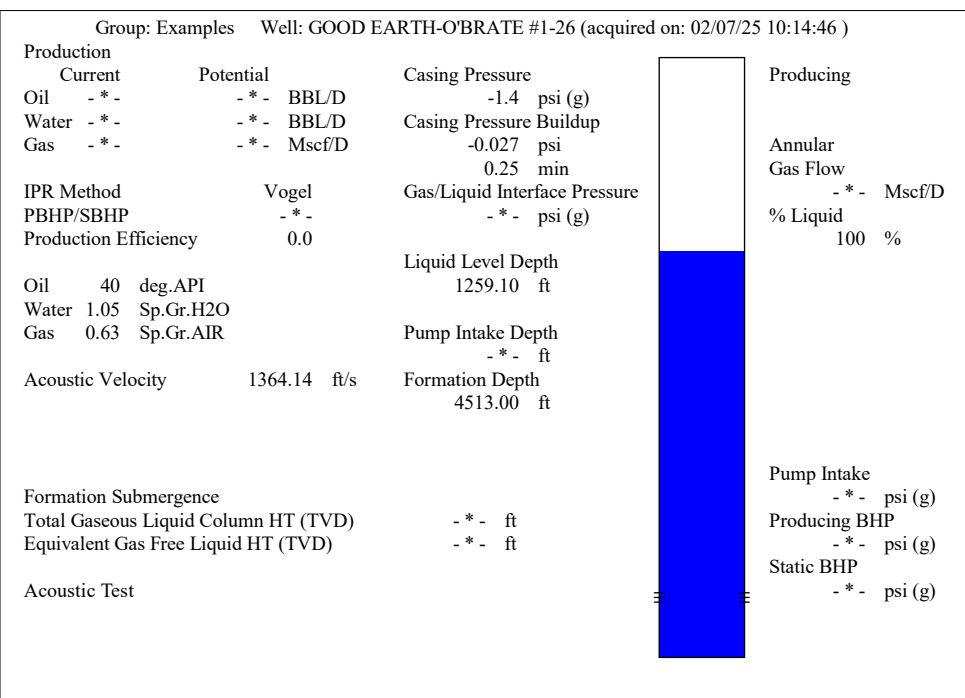 Group: Examples Well: GOOD EARTH-O'BRATE #1-26 (acquired on: 02/07/25 10:14:46 )
Production
Current Potential
Oil - * - - * - BBL/D
Water - * - - * - BBL/D
Gas - * - - * - Mscf/D
IPR Method Vogel
PBHP/SBHP - * -
Production Efficiency 0.0
Oil 40 deg.API
Water 1.05 Sp.Gr.H2O
Gas 0.63 Sp.Gr.AIR
Acoustic Velocity 1364.14 ft/s
Casing Pressure
-1.4 psi (g)
Casing Pressure Buildup
-0.027 psi
0.25 min
Gas/Liquid Interface Pressure
- * - psi (g)
Liquid Level Depth
1259.10 ft
Pump Intake Depth
- * - ft
Formation Depth
4513.00 ft
Formation Submergence
Total Gaseous Liquid Column HT (TVD) - * - ft
Equivalent Gas Free Liquid HT (TVD) - * - ft
Acoustic Test
Producing
Annular
Gas Flow
- * - Mscf/D
% Liquid
100 %
Pump Intake
- * - psi (g)
Producing BHP
- * - psi (g)
Static BHP
- * - psi (g)